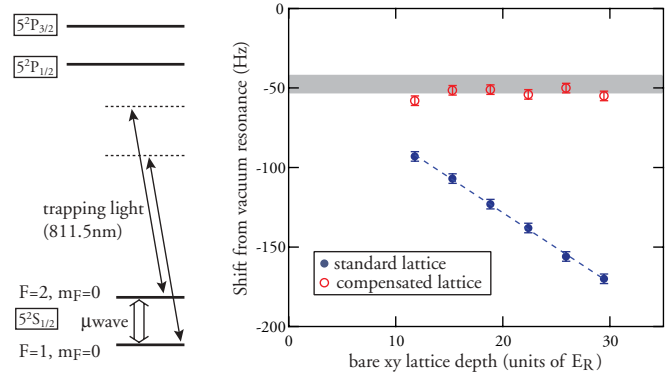 5²P₃/₂
5²P₁/₂
trapping light
(811.5nm)
F=2, mF=0
5²S₁/₂
μwave
F=1, mF=0
Shift from vacuum resonance (Hz)
0
-50
-100
-150
-200
standard lattice
compensated lattice
0
10
20
30
bare xy lattice depth (units of ER)